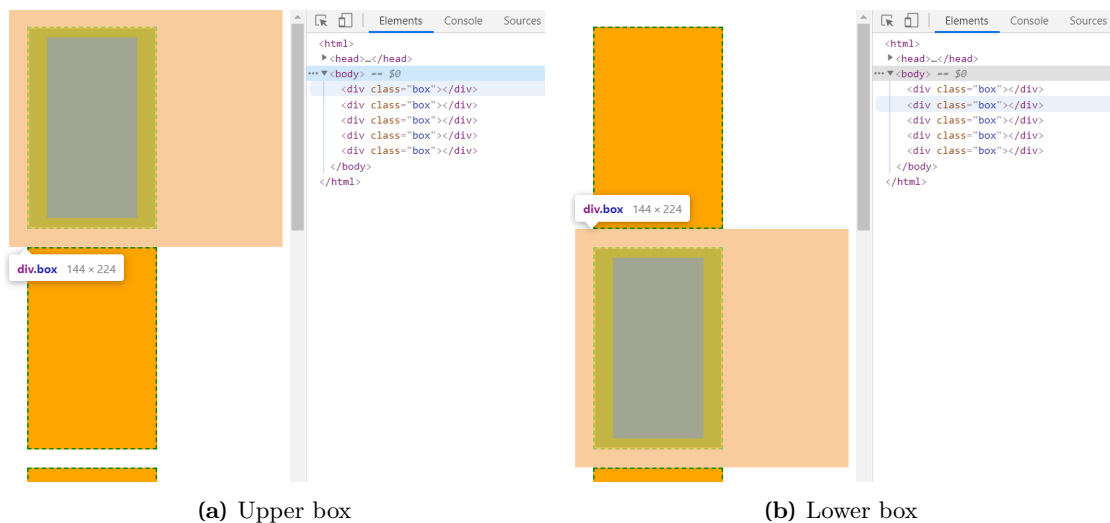 Elements Console Sources
<html>
<head>…</head>
<body> == $0
<div class="box"></div>
<div class="box"></div>
<div class="box"></div>
<div class="box"></div>
<div class="box"></div>
</body>
</html>
div.box 144 × 224
(a) Upper box
Elements Console Sources
<html>
<head>…</head>
<body> == $0
<div class="box"></div>
<div class="box"></div>
<div class="box"></div>
<div class="box"></div>
<div class="box"></div>
</body>
</html>
div.box 144 × 224
(b) Lower box